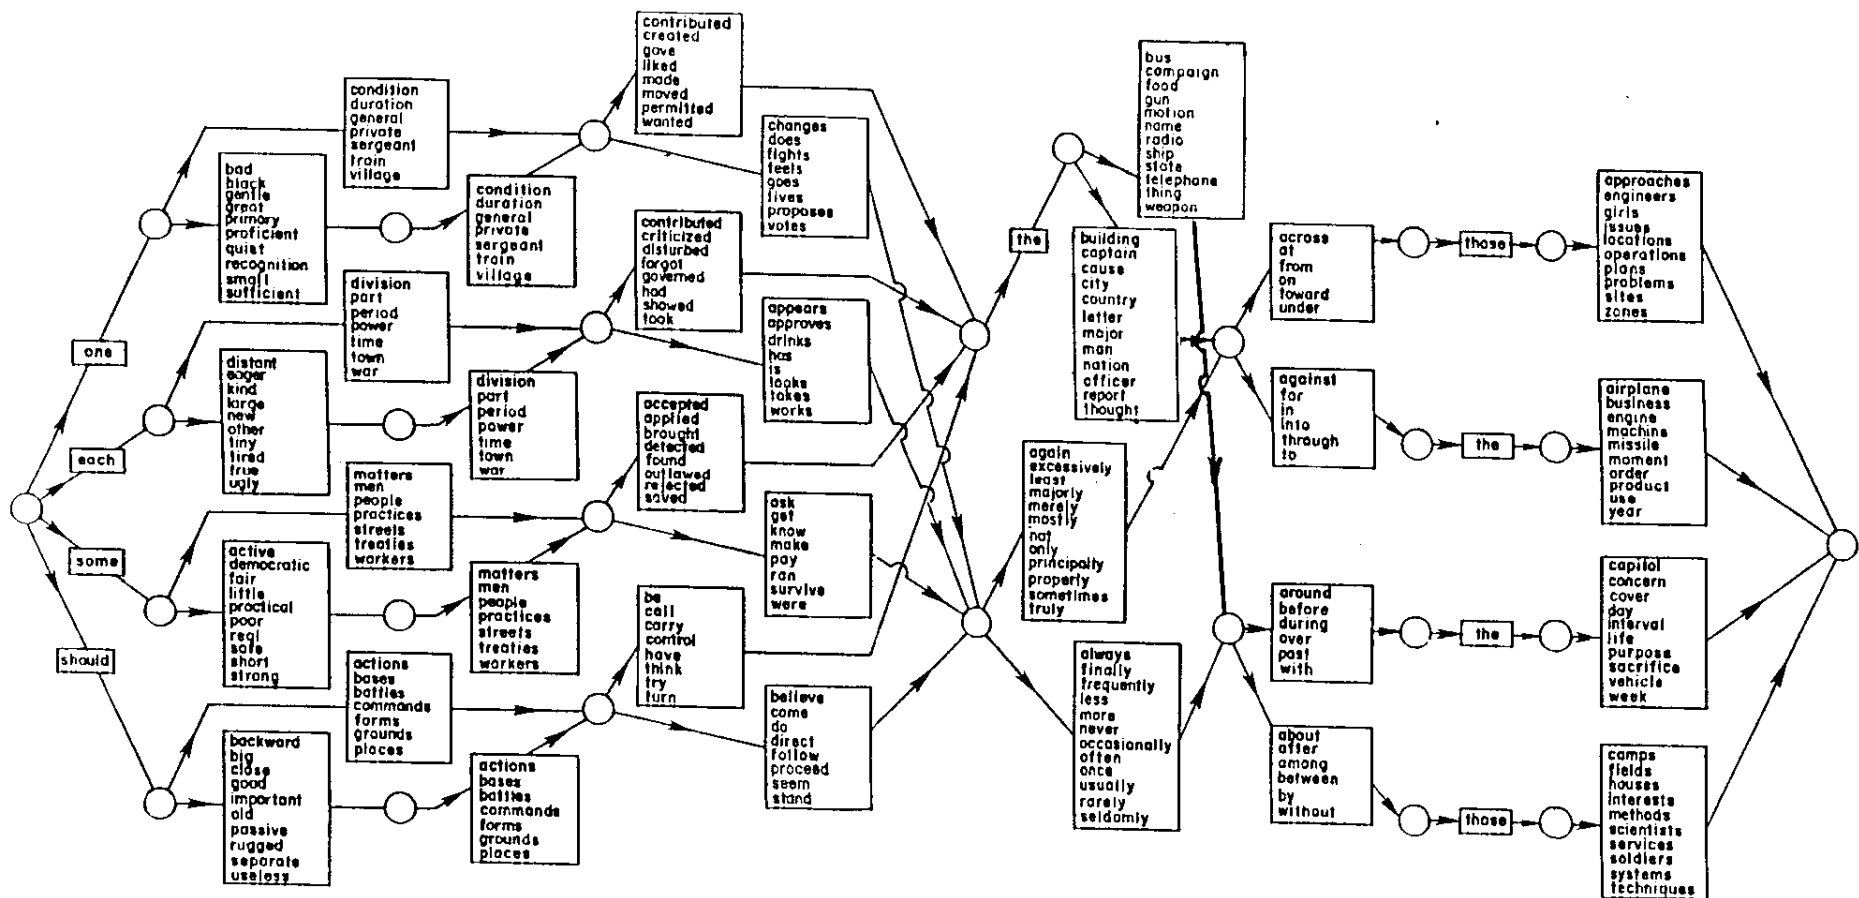 one
each
some
should
bad
black
gentle
great
primary
proficient
quiet
recognition
small
sufficient
distant
eager
kind
large
new
other
tiny
tired
true
ugly
active
democratic
fair
little
practical
poor
real
safe
short
strong
backward
big
close
good
important
old
passive
rugged
separate
useless
condition
duration
general
private
sergeant
train
village
division
part
period
power
time
town
war
matters
men
people
practices
streets
treaties
workers
actions
bases
battles
commands
forms
grounds
places
condition
duration
general
private
sergeant
train
village
division
part
period
power
time
town
war
matters
men
people
practices
streets
treaties
workers
actions
bases
battles
commands
forms
grounds
places
contributed
created
gave
liked
made
moved
permitted
wanted
contributed
criticized
disturbed
forgot
governed
had
showed
took
accepted
applied
brought
detected
found
outlawed
rejected
saved
be
call
carry
control
have
think
try
turn
changes
does
fights
feels
goes
lives
proposes
votes
appears
approves
drinks
has
is
looks
takes
works
ask
get
know
make
pay
ran
survive
were
believe
come
do
direct
follow
proceed
seem
stand
the
bus
campaign
food
gun
motion
name
radio
ship
state
telephone
thing
weapon
building
captain
cause
city
country
letter
major
man
nation
officer
report
thought
again
excessively
least
majorly
merely
mostly
not
only
principally
properly
sometimes
truly
always
finally
frequently
less
more
never
occasionally
often
once
usually
rarely
seldomly
across
at
from
on
toward
under
against
for
in
into
through
to
around
before
during
over
past
with
about
after
among
between
by
without
those
the
the
those
approaches
engineers
girls
issues
locations
operations
plans
problems
sites
zones
airplane
business
engine
machine
missile
moment
order
product
use
year
capitol
concern
cover
day
interval
life
purpose
sacrifice
vehicle
week
camps
fields
houses
interests
methods
scientists
services
soldiers
systems
techniques